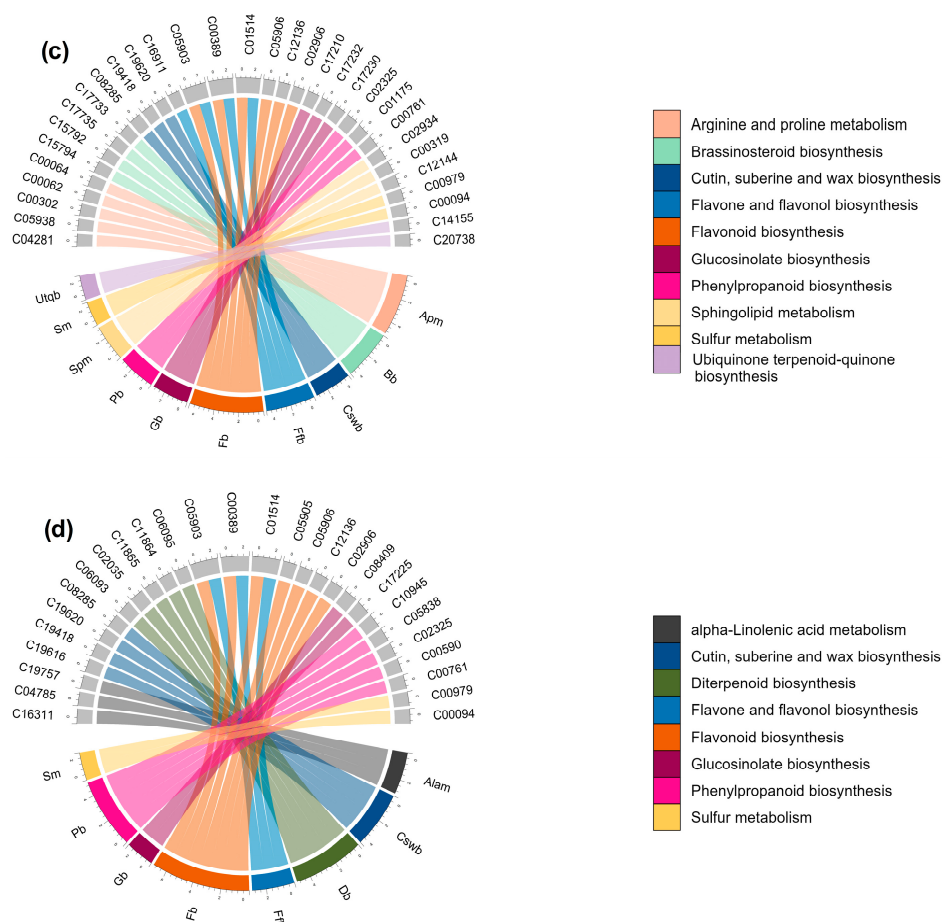 (c)
C04281
C05938
C00302
C00062
C00064
C15794
C15792
C17735
C17733
C08285
C19418
C19620
C16911
C05903
C00389
C01514
C05906
C12136
C02906
C17210
C17232
C17230
C02325
C01175
C00761
C02934
C00319
C12144
C00979
C00094
C14155
C20738
Utqb
Sm
Spm
Pb
Gb
Fb
Ffb
Cswb
Bb
Apm
Arginine and proline metabolism
Brassinosteroid biosynthesis
Cutin, suberine and wax biosynthesis
Flavone and flavonol biosynthesis
Flavonoid biosynthesis
Glucosinolate biosynthesis
Phenylpropanoid biosynthesis
Sphingolipid metabolism
Sulfur metabolism
Ubiquinone terpenoid-quinone
biosynthesis
(d)
C16311
C04785
C19757
C19616
C19418
C19620
C08285
C06093
C02035
C11865
C11864
C06095
C05903
C00389
C01514
C05905
C05906
C12136
C02906
C08409
C17225
C10945
C05838
C02325
C00590
C00761
C00979
C00094
Sm
Pb
Gb
Fb
Db
Cswb
Alam
alpha-Linolenic acid metabolism
Cutin, suberine and wax biosynthesis
Diterpenoid biosynthesis
Flavone and flavonol biosynthesis
Flavonoid biosynthesis
Glucosinolate biosynthesis
Phenylpropanoid biosynthesis
Sulfur metabolism